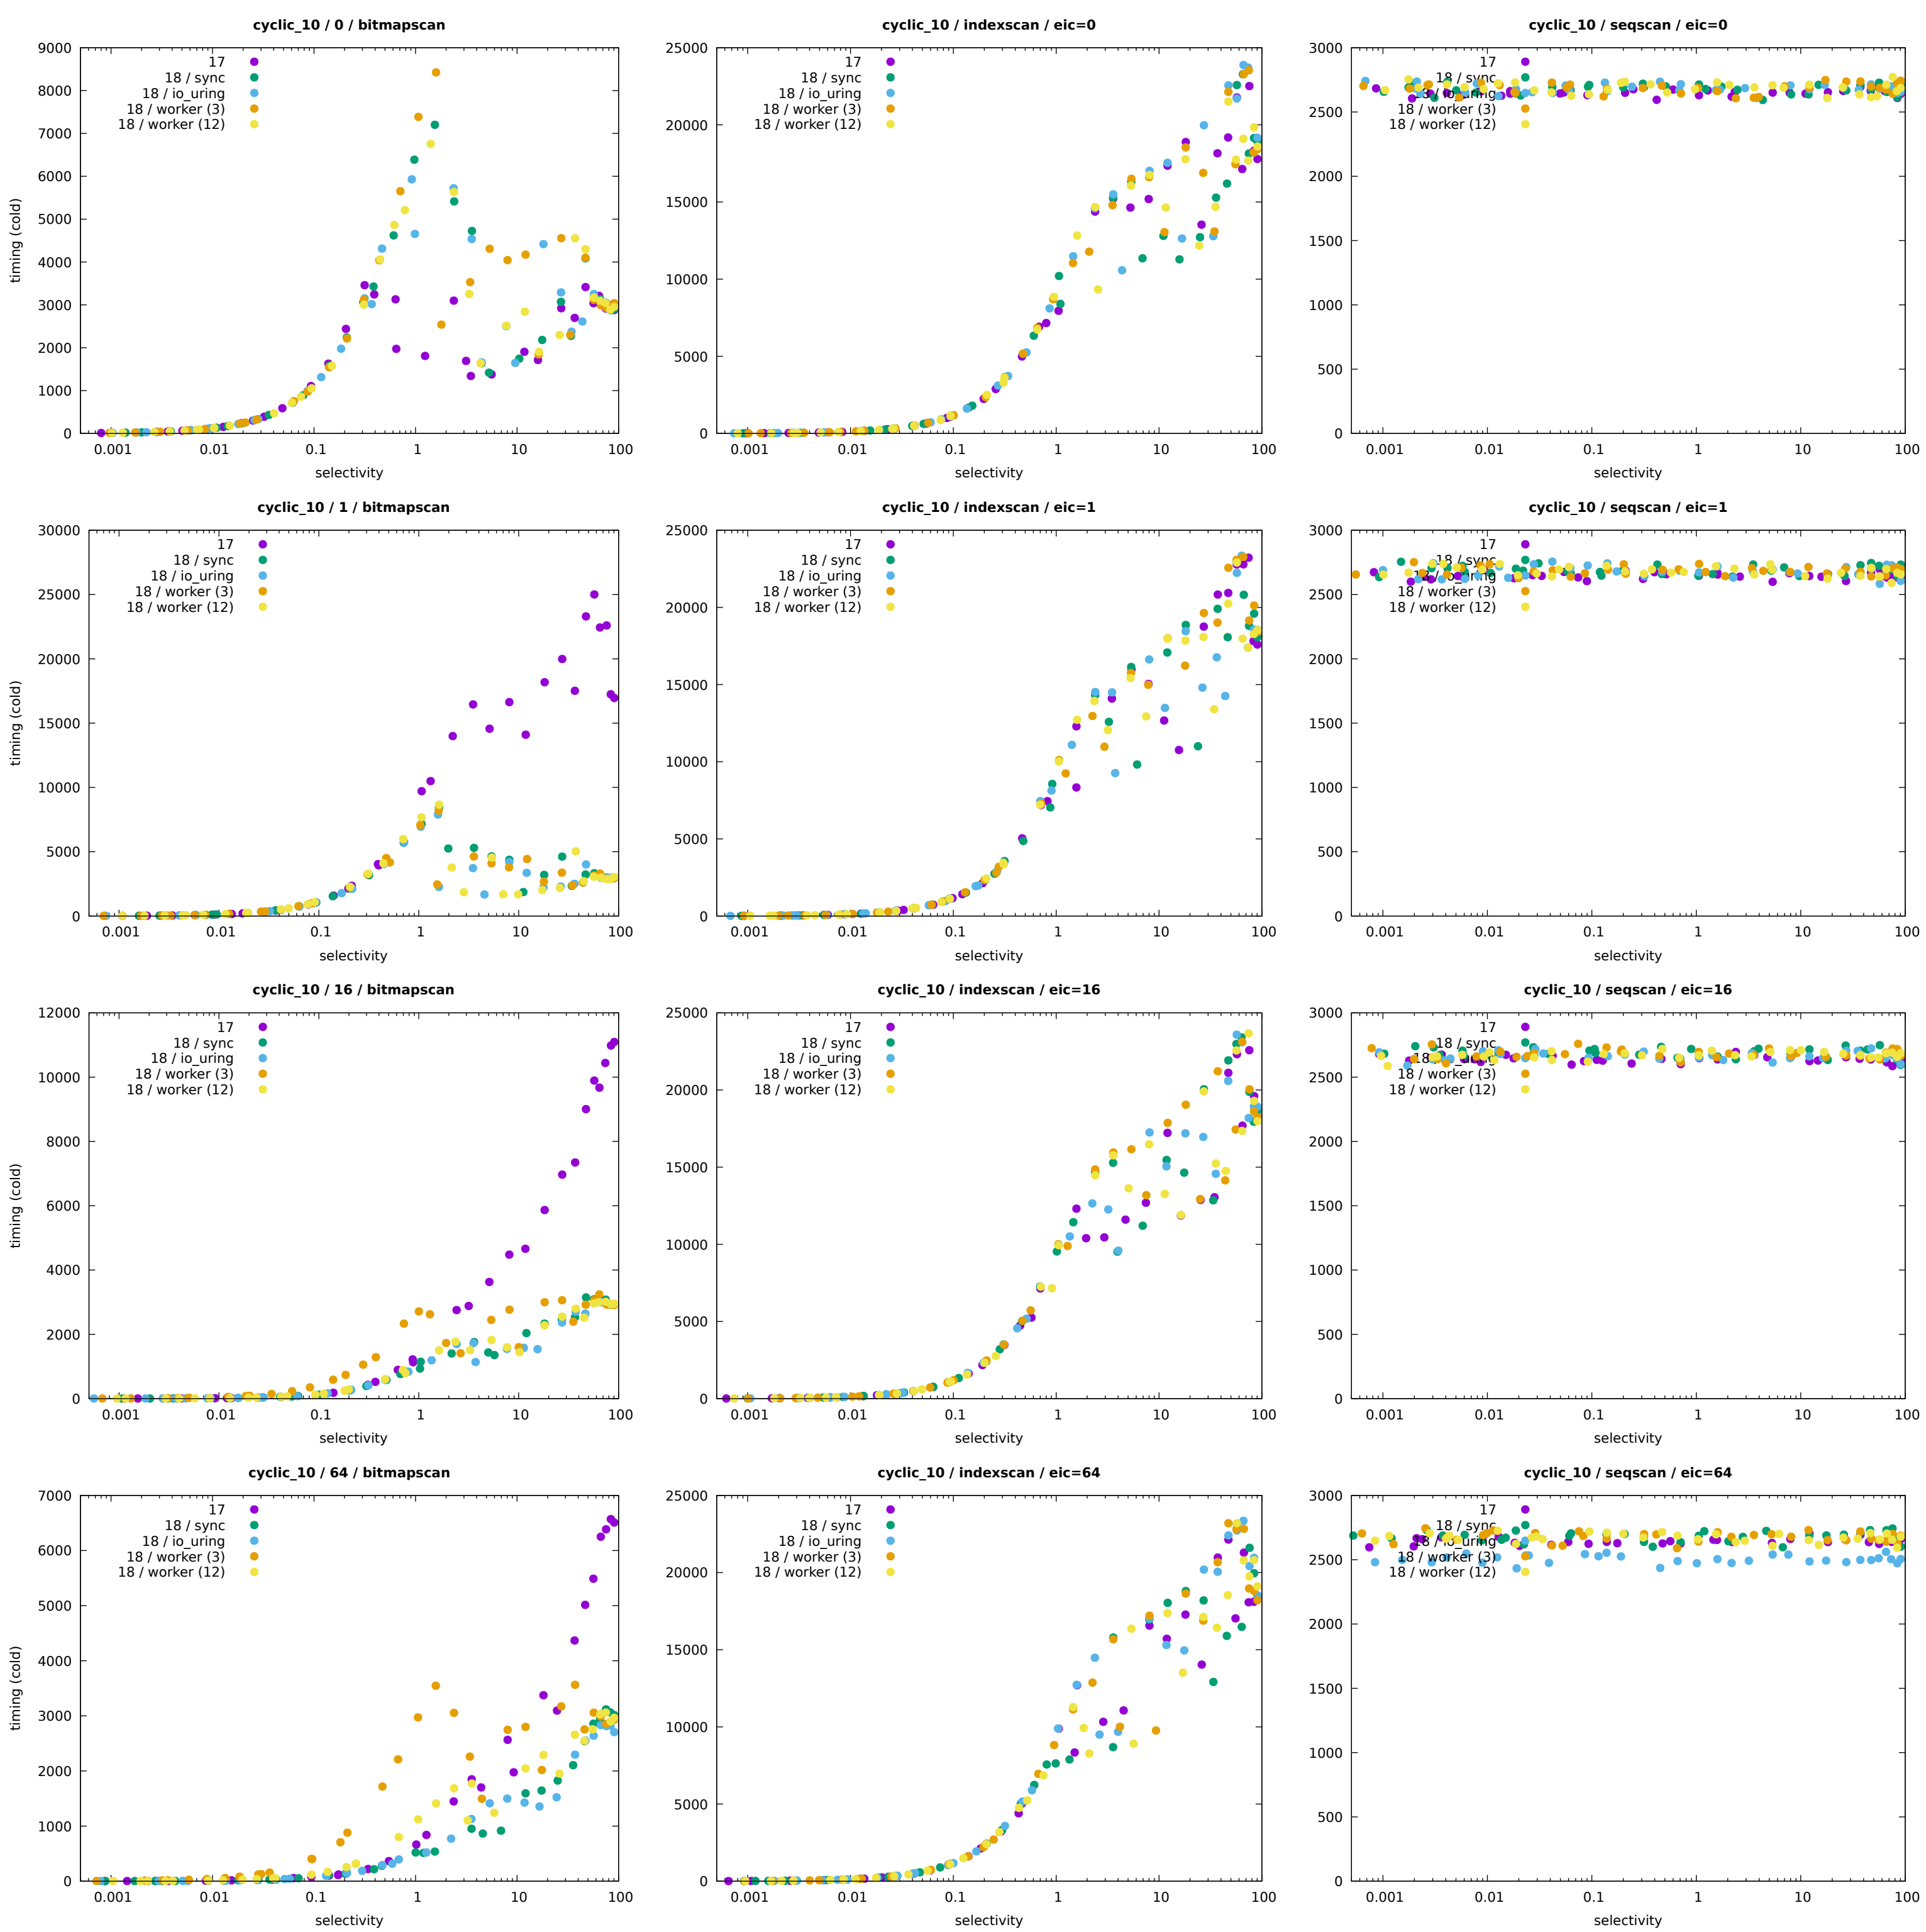 cyclic_10 / 0 / bitmapscan
17
18 / sync
18 / io_uring
18 / worker (3)
18 / worker (12)
9000
8000
7000
6000
5000
4000
3000
2000
1000
0
timing (cold)
0.001 0.01 0.1 1 10 100
selectivity
cyclic_10 / indexscan / eic=0
17
18 / sync
18 / io_uring
18 / worker (3)
18 / worker (12)
25000
20000
15000
10000
5000
0
0.001 0.01 0.1 1 10 100
selectivity
cyclic_10 / seqscan / eic=0
17
18 / sync
18 / io_uring
18 / worker (3)
18 / worker (12)
3000
2500
2000
1500
1000
500
0
0.001 0.01 0.1 1 10 100
selectivity
cyclic_10 / 1 / bitmapscan
17
18 / sync
18 / io_uring
18 / worker (3)
18 / worker (12)
30000
25000
20000
15000
10000
5000
0
timing (cold)
0.001 0.01 0.1 1 10 100
selectivity
cyclic_10 / indexscan / eic=1
17
18 / sync
18 / io_uring
18 / worker (3)
18 / worker (12)
25000
20000
15000
10000
5000
0
0.001 0.01 0.1 1 10 100
selectivity
cyclic_10 / seqscan / eic=1
17
18 / sync
18 / io_uring
18 / worker (3)
18 / worker (12)
3000
2500
2000
1500
1000
500
0
0.001 0.01 0.1 1 10 100
selectivity
cyclic_10 / 16 / bitmapscan
17
18 / sync
18 / io_uring
18 / worker (3)
18 / worker (12)
12000
10000
8000
6000
4000
2000
0
timing (cold)
0.001 0.01 0.1 1 10 100
selectivity
cyclic_10 / indexscan / eic=16
17
18 / sync
18 / io_uring
18 / worker (3)
18 / worker (12)
25000
20000
15000
10000
5000
0
0.001 0.01 0.1 1 10 100
selectivity
cyclic_10 / seqscan / eic=16
17
18 / sync
18 / worker (3)
18 / worker (12)
3000
2500
2000
1500
1000
500
0
0.001 0.01 0.1 1 10 100
selectivity
cyclic_10 / 64 / bitmapscan
17
18 / sync
18 / io_uring
18 / worker (3)
18 / worker (12)
7000
6000
5000
4000
3000
2000
1000
0
timing (cold)
0.001 0.01 0.1 1 10 100
selectivity
cyclic_10 / indexscan / eic=64
17
18 / sync
18 / io_uring
18 / worker (3)
18 / worker (12)
25000
20000
15000
10000
5000
0
0.001 0.01 0.1 1 10 100
selectivity
cyclic_10 / seqscan / eic=64
17
18 / sync
18 / io_uring
18 / worker (3)
18 / worker (12)
3000
2500
2000
1500
1000
500
0
0.001 0.01 0.1 1 10 100
selectivity